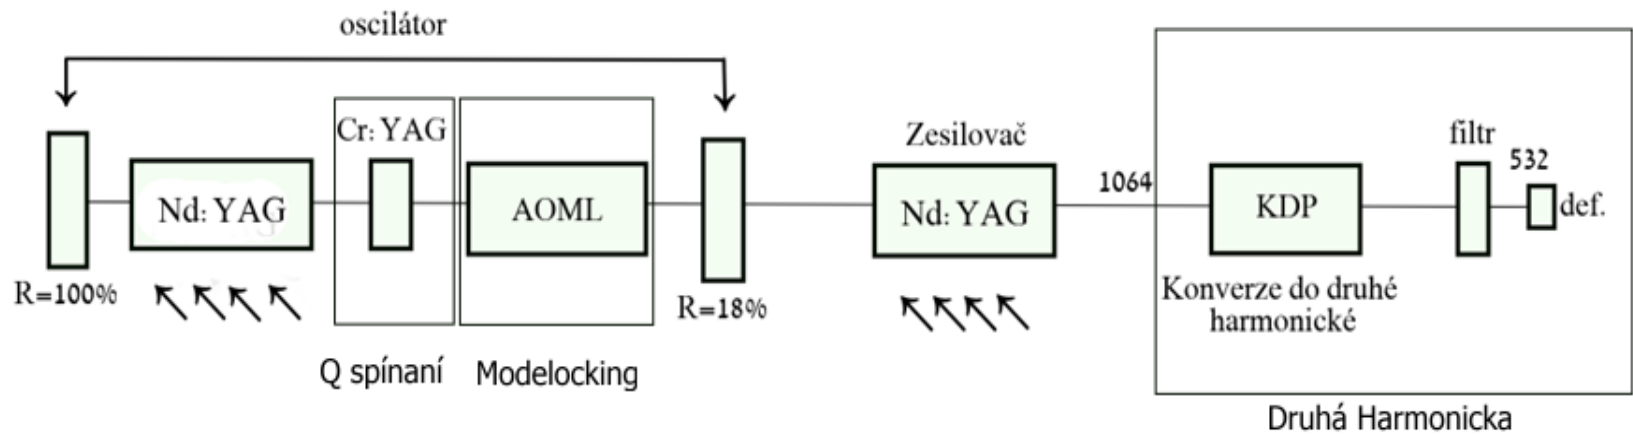 oscilátor
Cr: YAG
Nd: YAG
AOML
R=100%
R=18%
Q spínaní
Modelocking
Zesilovač
Nd: YAG
1064
KDP
Konverze do druhé
harmonické
filtr
532
def.
Druhá Harmonicka